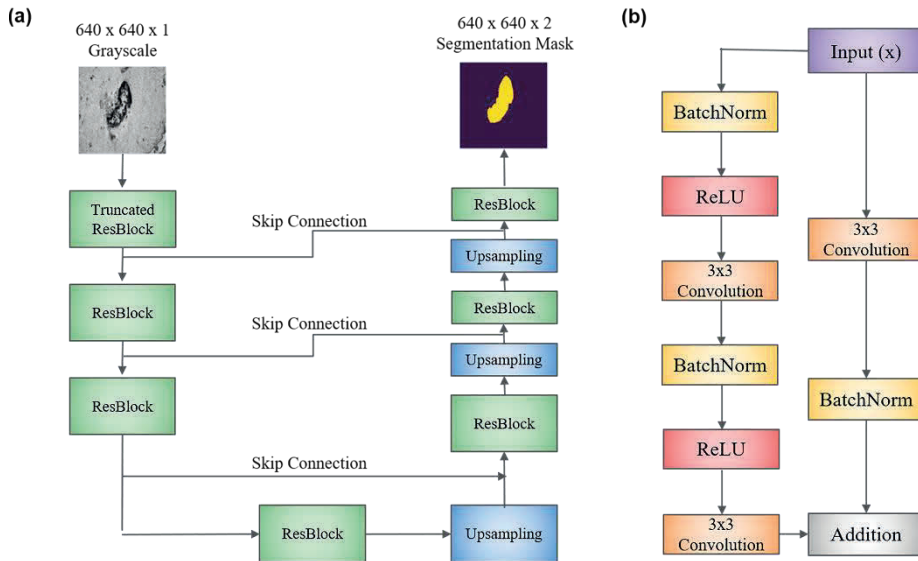 (a)
640 x 640 x 1
Grayscale
640 x 640 x 2
Segmentation Mask
Truncated
ResBlock
Skip Connection
ResBlock
Upsampling
ResBlock
Skip Connection
ResBlock
Upsampling
ResBlock
ResBlock
Skip Connection
ResBlock
Upsampling
(b)
Input (x)
BatchNorm
ReLU
3x3
Convolution
3x3
Convolution
BatchNorm
BatchNorm
ReLU
3x3
Convolution
Addition